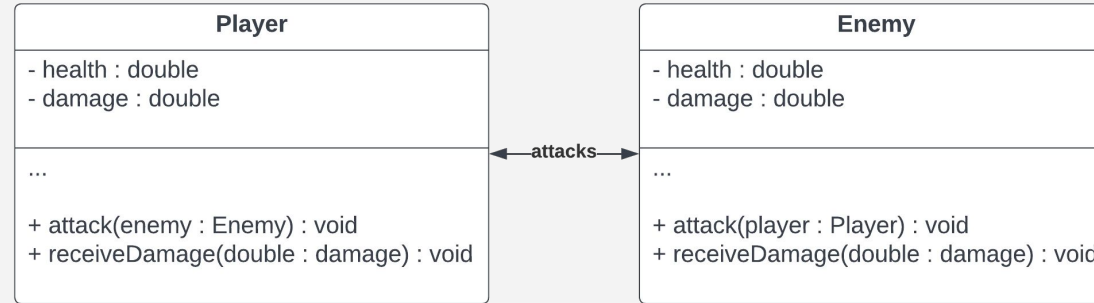 Player
- health : double
- damage : double
...
+ attack(enemy : Enemy) : void
+ receiveDamage(double : damage) : void
attacks
Enemy
- health : double
- damage : double
...
+ attack(player : Player) : void
+ receiveDamage(double : damage) : void